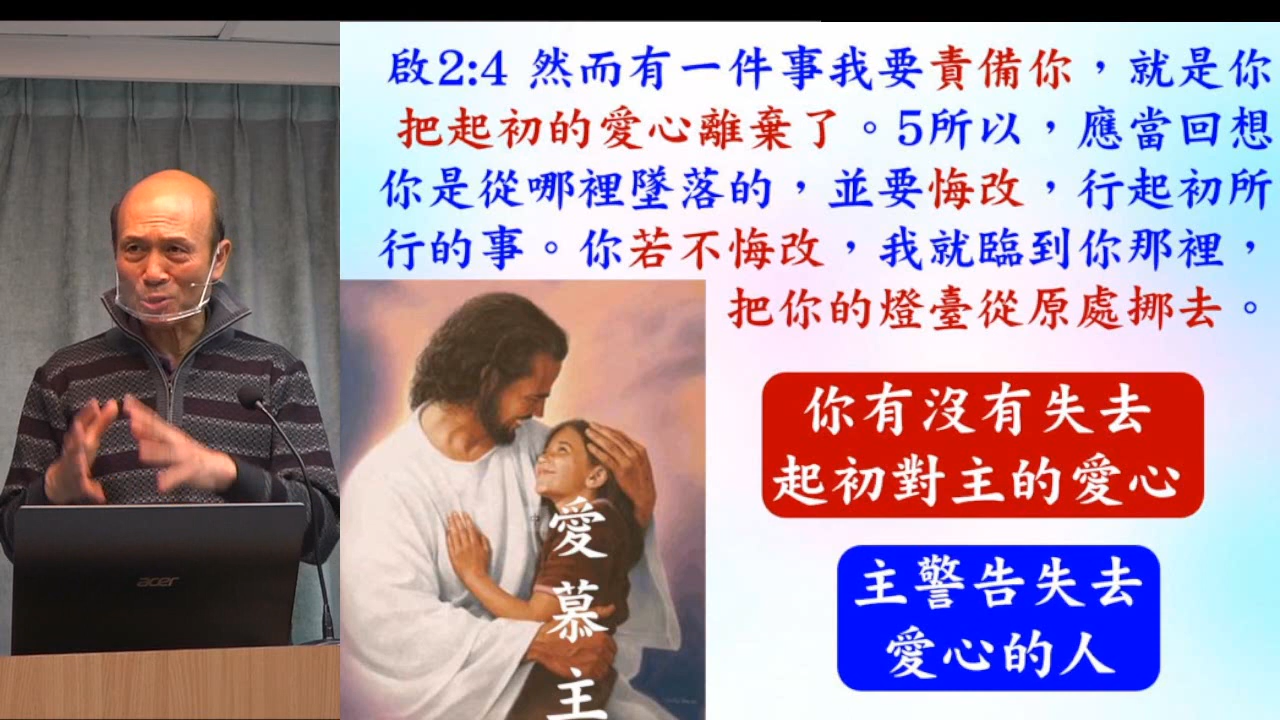 啟2:4 然而有一件事我要責備你，就是你
把起初的愛心離棄了。5所以，應當回想
你是從哪裡墜落的，並要悔改，行起初所
行的事。你若不悔改，我就臨到你那裡，
把你的燈臺從原處挪去。
你有沒有失去
起初對主的愛心
主警告失去
愛心的人
愛慕主
acer